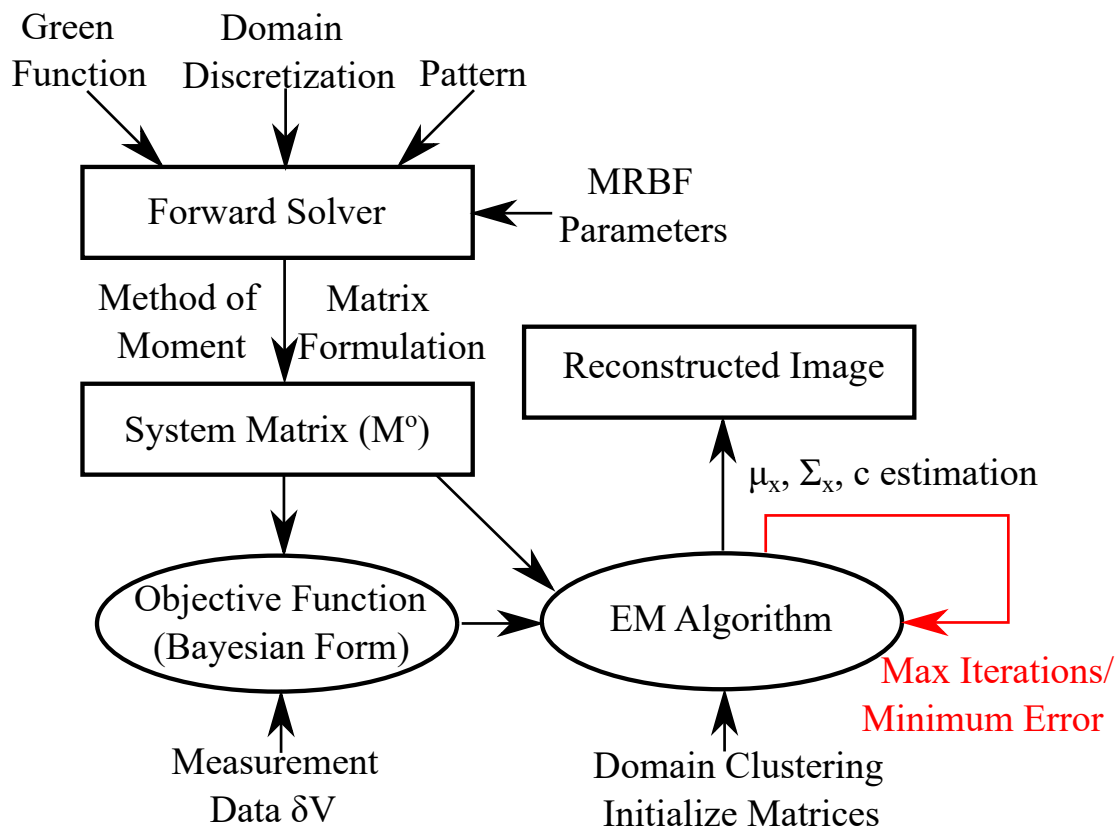 Green
Function
Domain
Discretization
Pattern
Forward Solver
MRBF
Parameters
Method of
Moment
Matrix
Formulation
Reconstructed Image
System Matrix (Mº)
μx, Σx, c estimation
Objective Function
(Bayesian Form)
EM Algorithm
Max Iterations/
Minimum Error
Measurement
Data δV
Domain Clustering
Initialize Matrices